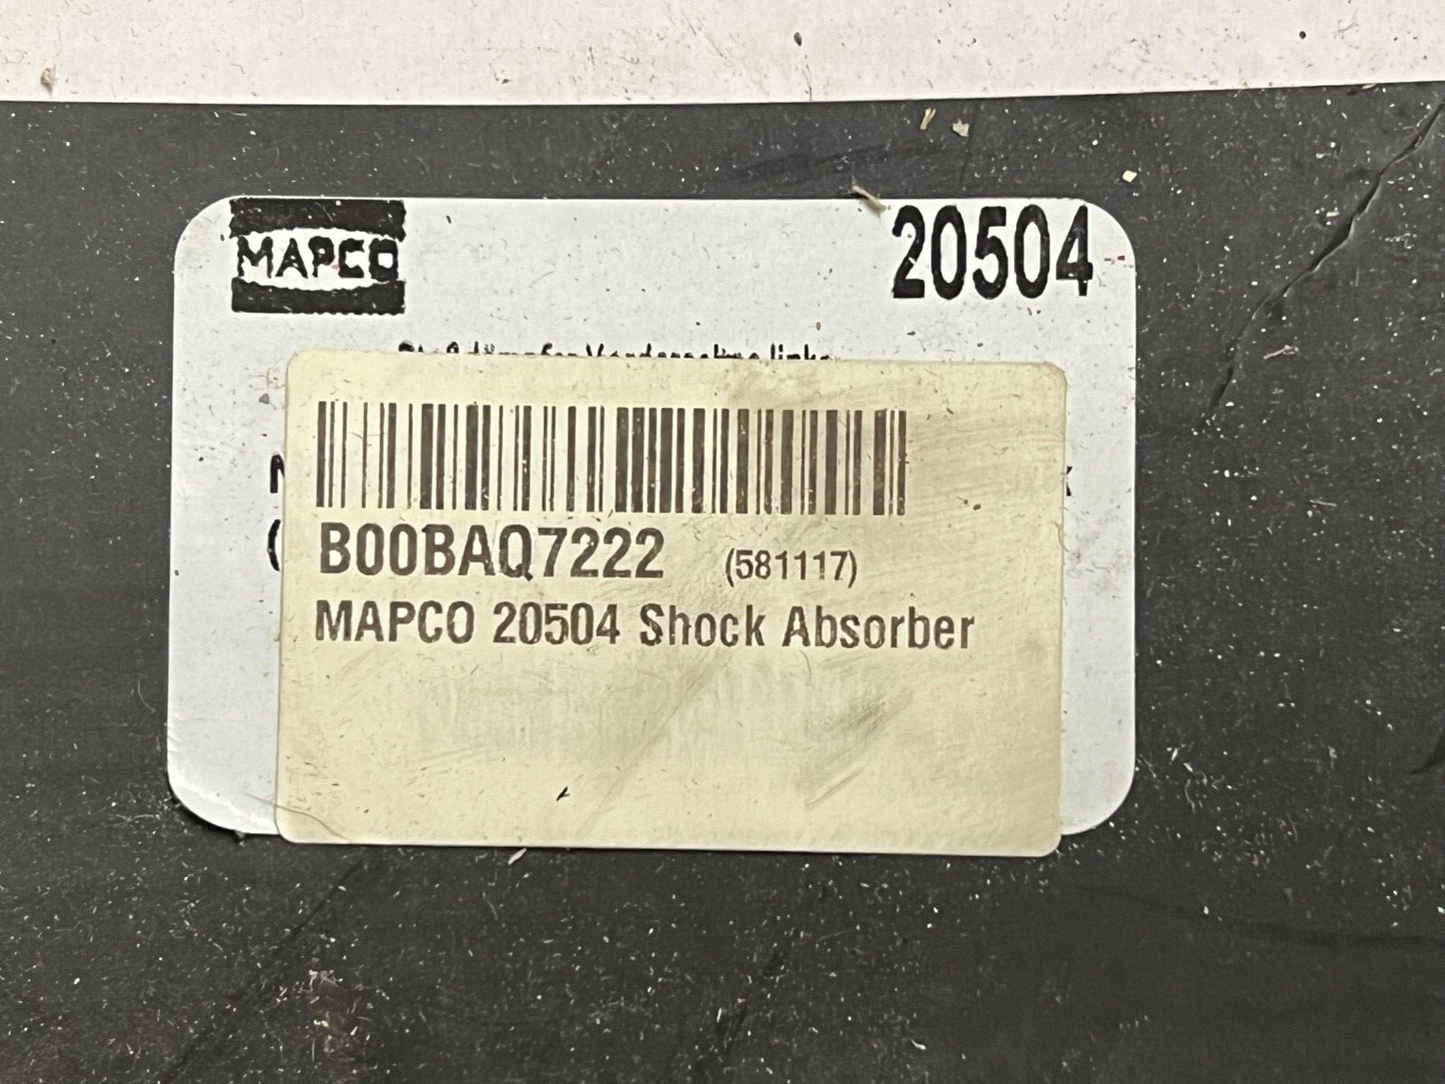 MAPCO
20504
B00BAQ7222 (581117)
MAPCO 20504 Shock Absorber